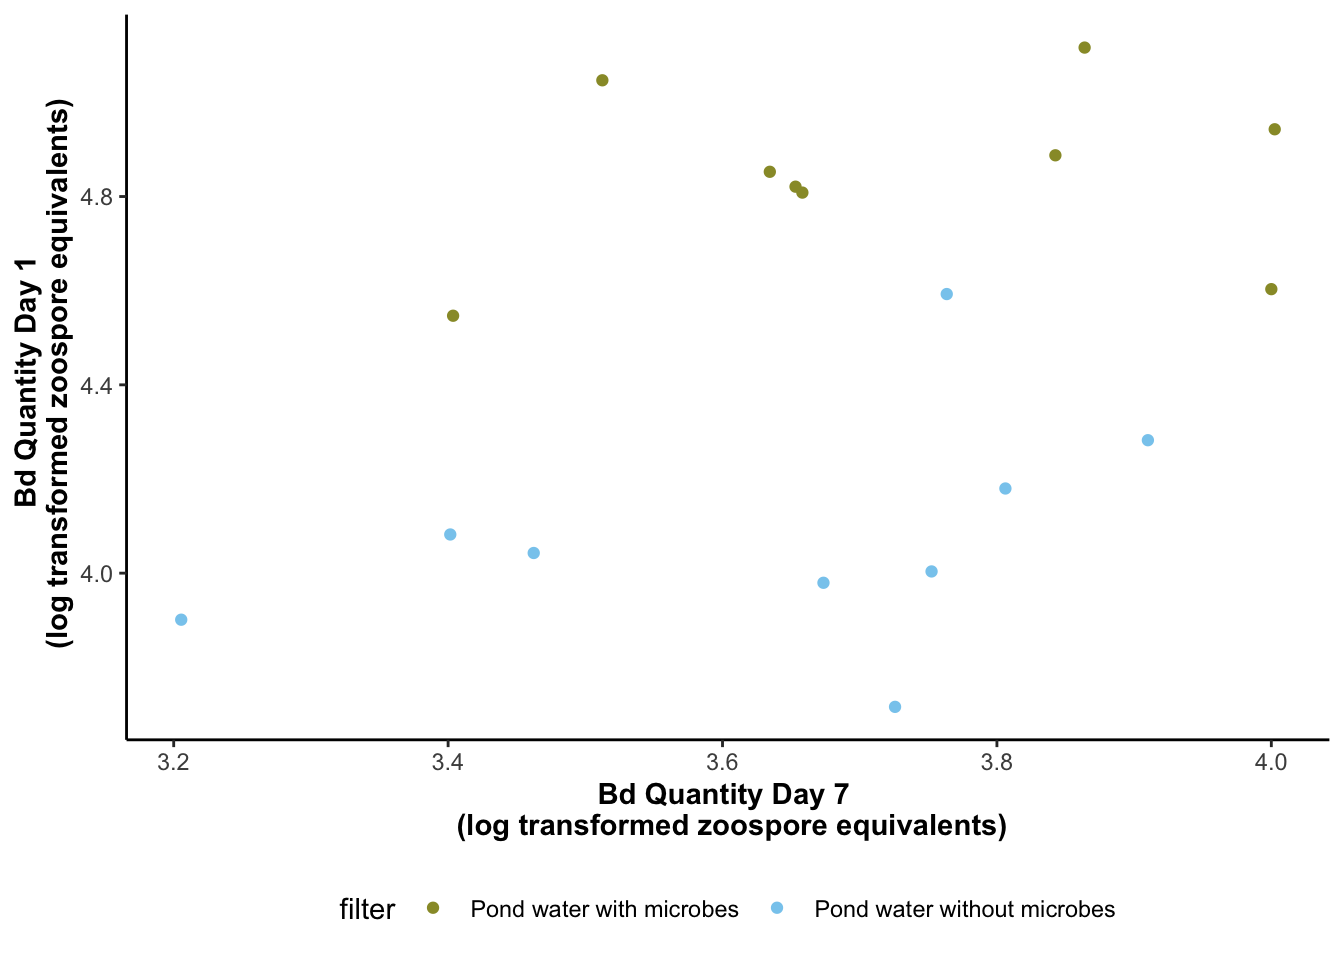 Bd Quantity Day 1
(log transformed zoospore equivalents)
4.8
4.4
4.0
3.2 3.4 3.6 3.8 4.0
Bd Quantity Day 7
(log transformed zoospore equivalents)
filter Pond water with microbes Pond water without microbes